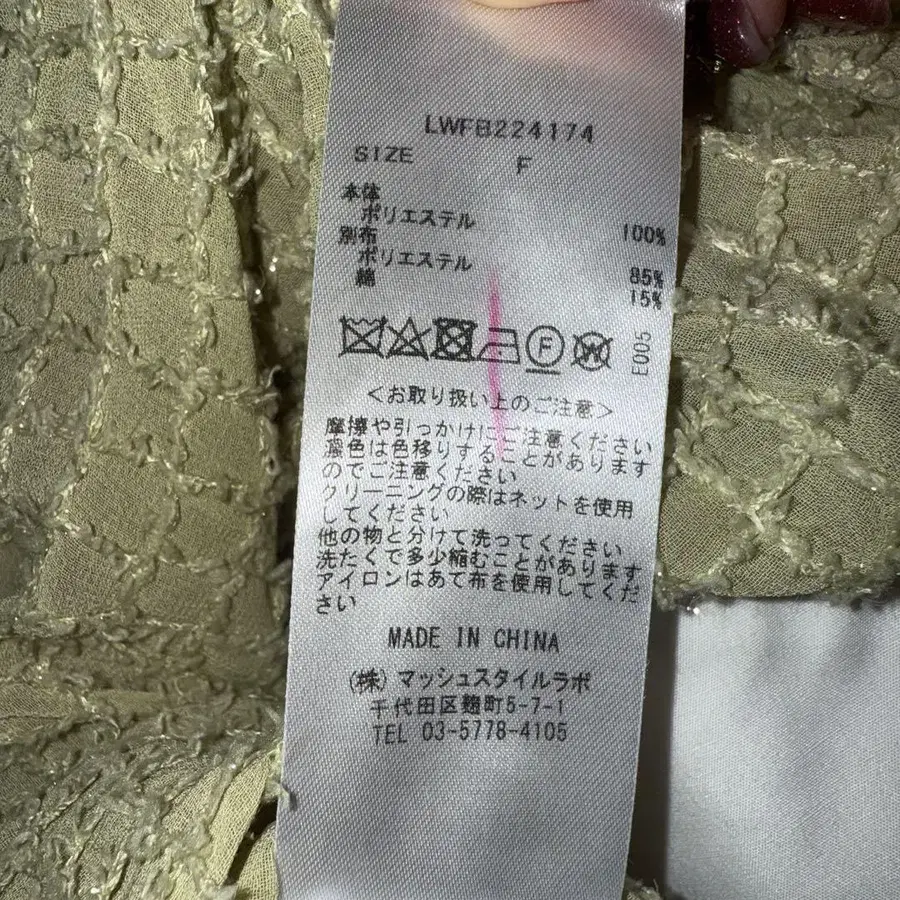 LWFB224174
SIZE F
本体
ポリエステル 100%
別布
ポリエステル 85%
綿 15%
F W E005
＜お取り扱い上のご注意＞
摩擦や引っかけにご注意ください
濃色は色移りすることがあります
のでご注意ください
クリーニングの際はネットを使用
してください
他の物と分けて洗ってください
洗たくで多少縮むことがあります
アイロンはあて布を使用してくだ
さい
MADE IN CHINA
(株) マッシュスタイルラボ
千代田区麹町5-7-1
TEL 03-5778-4105